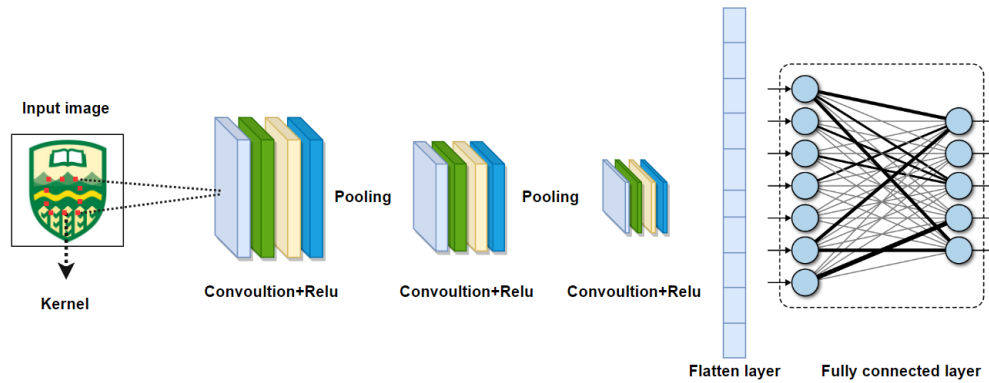 Input image
Kernel
Convoultion+Relu
Pooling
Convoultion+Relu
Pooling
Convoultion+Relu
Flatten layer
Fully connected layer